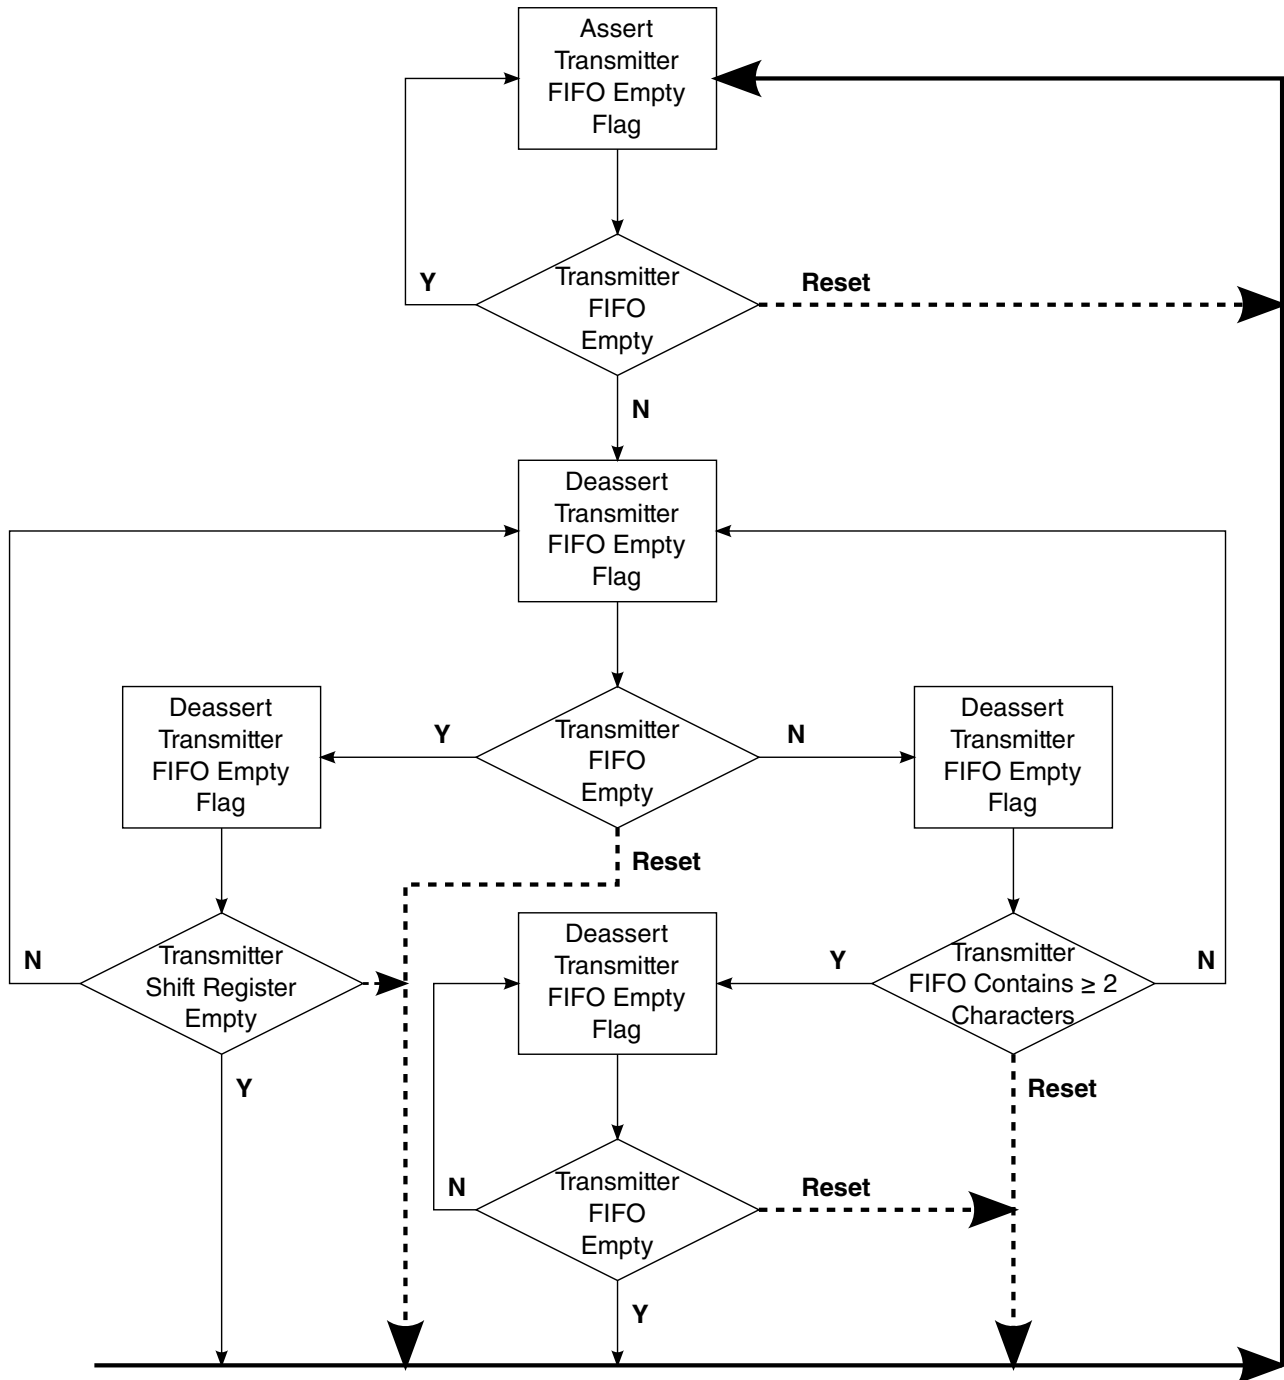 Assert
Transmitter
FIFO Empty
Flag
Y
Transmitter
FIFO
Empty
Reset
N
Deassert
Transmitter
FIFO Empty
Flag
Deassert
Transmitter
FIFO Empty
Flag
Y
Transmitter
FIFO
Empty
N
Deassert
Transmitter
FIFO Empty
Flag
Reset
N
Transmitter
Shift Register
Empty
Y
Deassert
Transmitter
FIFO Empty
Flag
Y
Transmitter
FIFO Contains ≥ 2
Characters
N
Reset
N
Transmitter
FIFO
Empty
Reset
Y